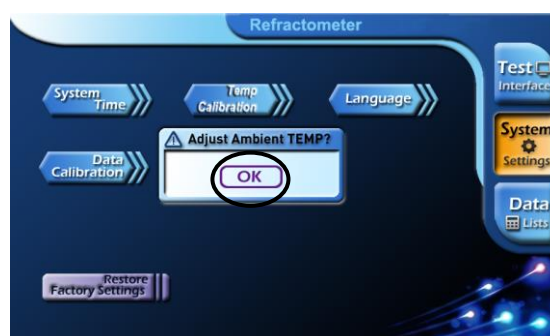 Refractometer
System
Time
Temp
Calibration
Language
Test
Interface
Adjust Ambient TEMP?
OK
Data
Calibration
System
Settings
Data
Lists
Restore
Factory Settings